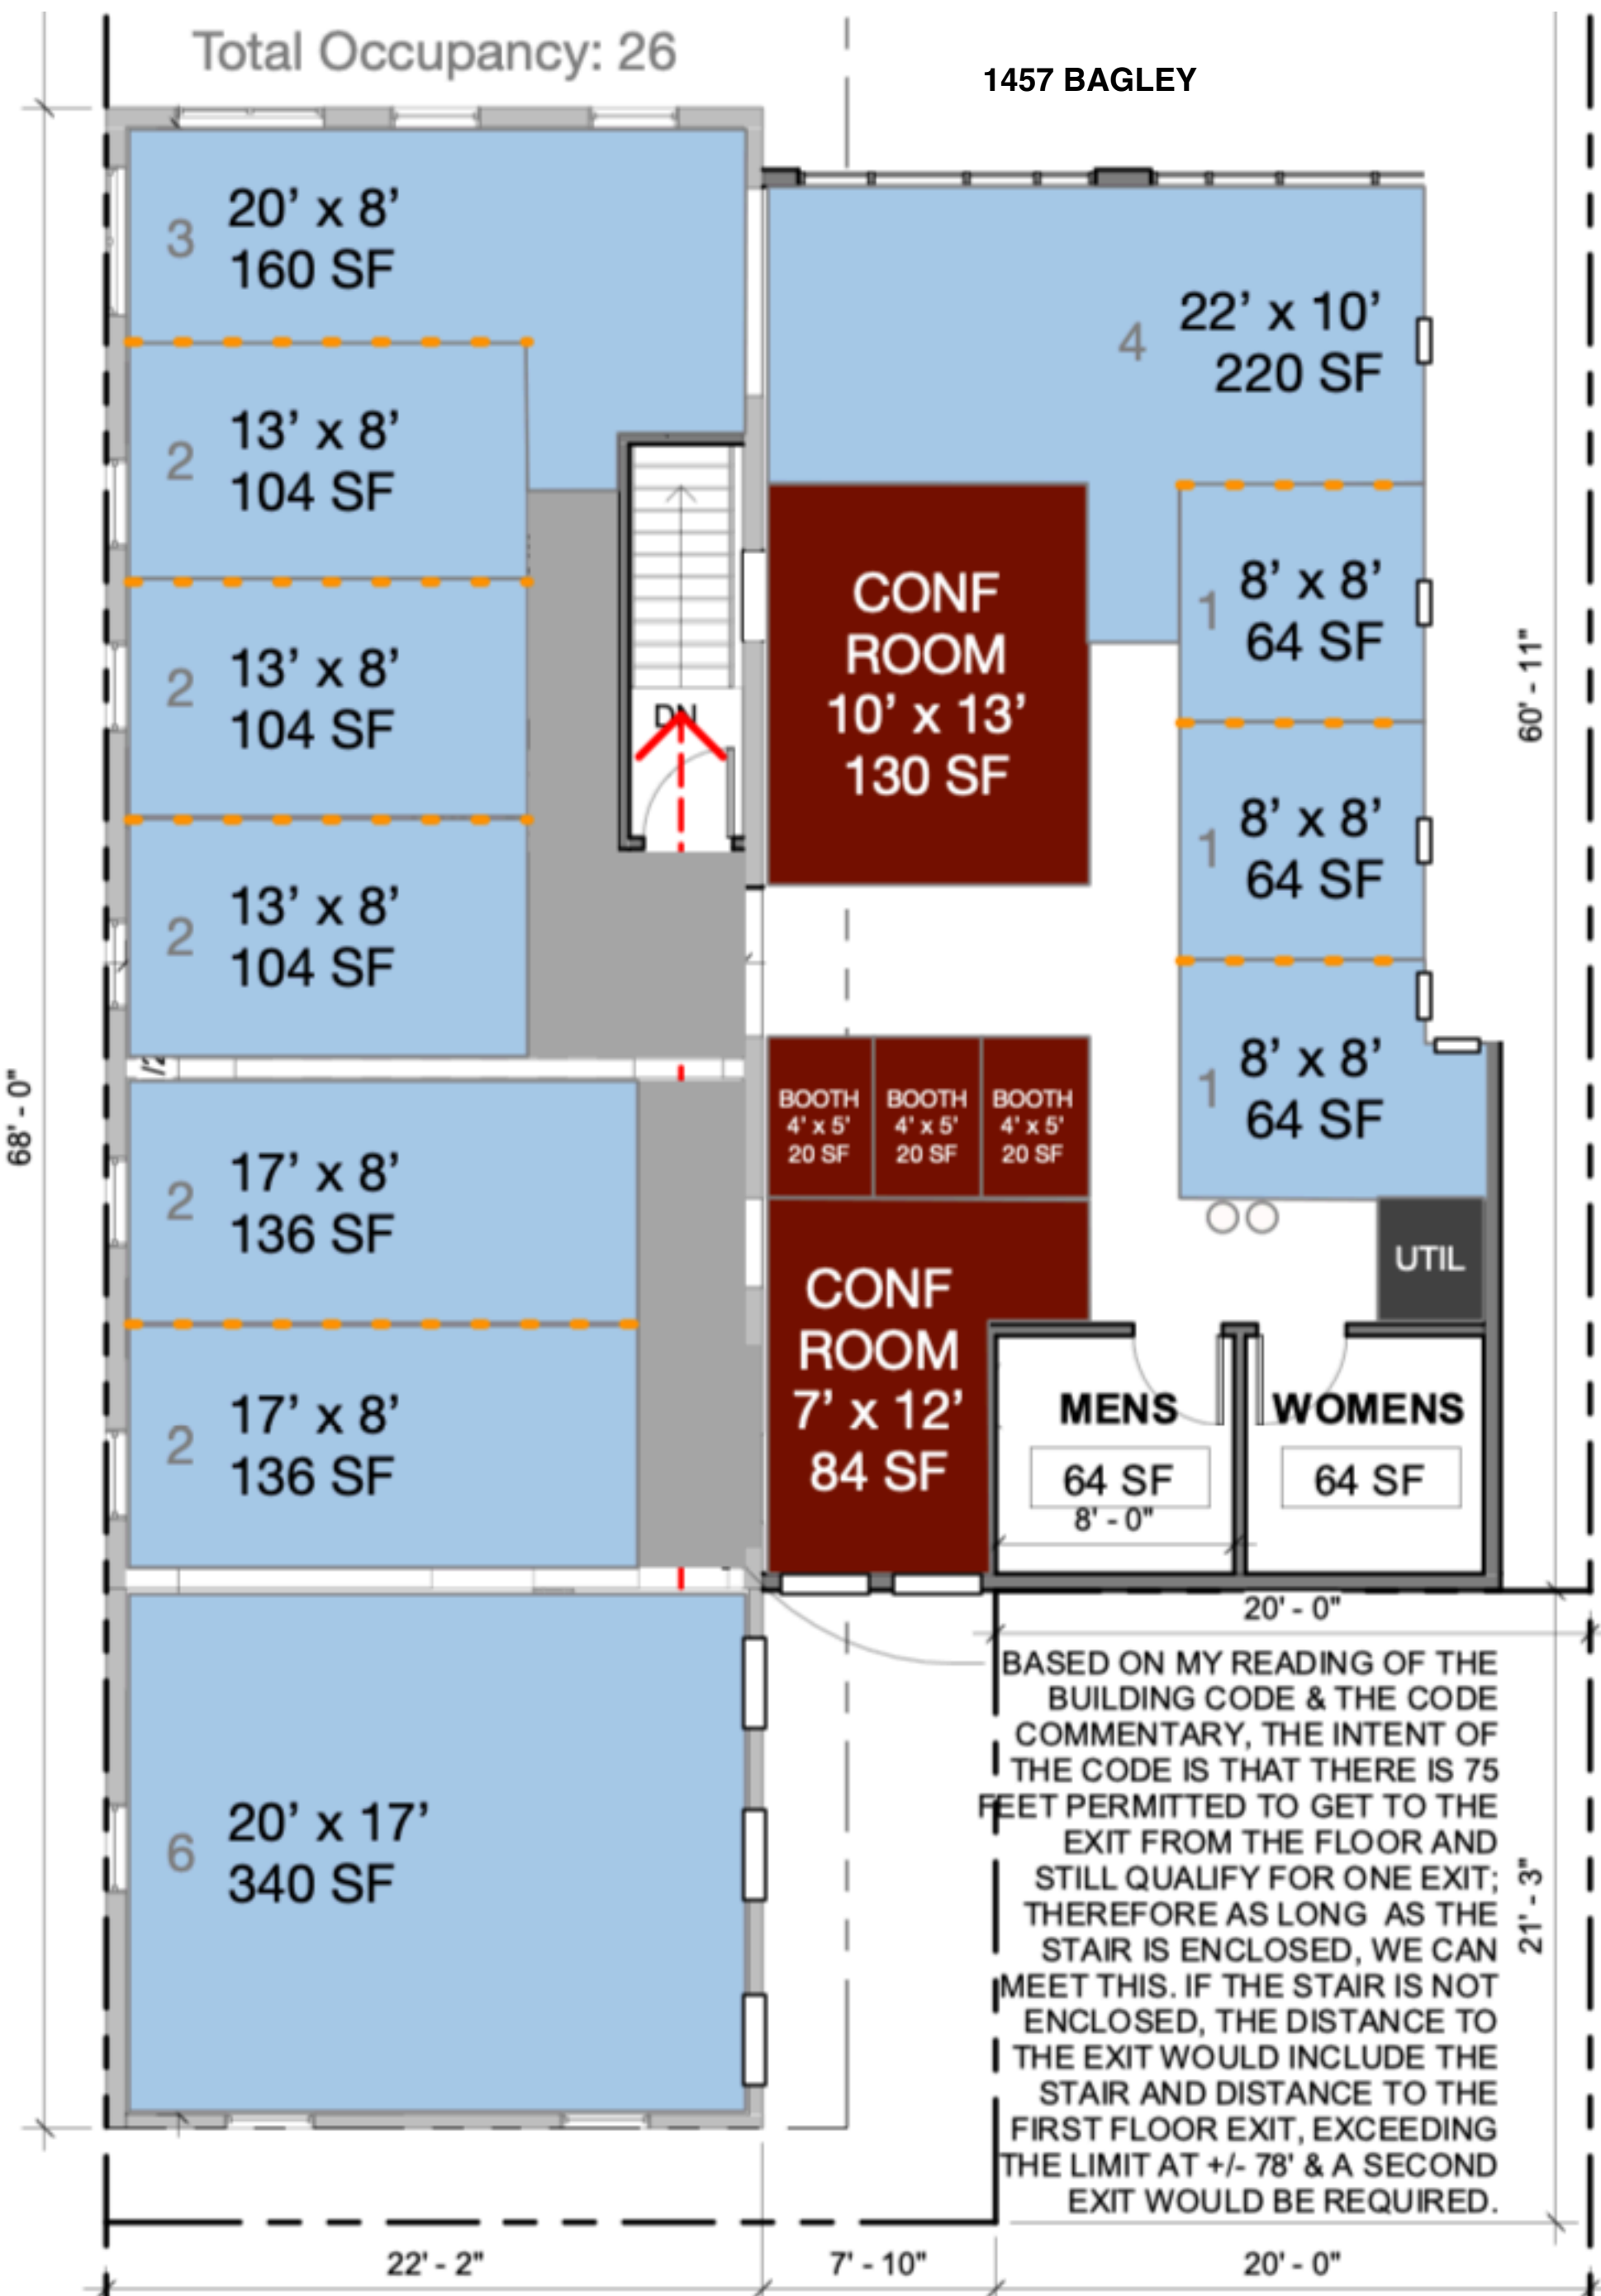 Total Occupancy: 26
1457 BAGLEY
3
20’ x 8’
160 SF
2
13’ x 8’
104 SF
2
13’ x 8’
104 SF
2
13’ x 8’
104 SF
2
17’ x 8’
136 SF
2
17’ x 8’
136 SF
6
20’ x 17’
340 SF
DN
4
22’ x 10’
220 SF
CONF
ROOM
10’ x 13’
130 SF
1
8’ x 8’
64 SF
1
8’ x 8’
64 SF
1
8’ x 8’
64 SF
BOOTH
4' x 5'
20 SF
BOOTH
4' x 5'
20 SF
BOOTH
4' x 5'
20 SF
CONF
ROOM
7’ x 12’
84 SF
UTIL
MENS
64 SF
8' - 0"
WOMENS
64 SF
20' - 0"
BASED ON MY READING OF THE
BUILDING CODE & THE CODE
COMMENTARY, THE INTENT OF
THE CODE IS THAT THERE IS 75
FEET PERMITTED TO GET TO THE
EXIT FROM THE FLOOR AND
STILL QUALIFY FOR ONE EXIT;
THEREFORE AS LONG AS THE
STAIR IS ENCLOSED, WE CAN
MEET THIS. IF THE STAIR IS NOT
ENCLOSED, THE DISTANCE TO
THE EXIT WOULD INCLUDE THE
STAIR AND DISTANCE TO THE
FIRST FLOOR EXIT, EXCEEDING
THE LIMIT AT +/- 78' & A SECOND
EXIT WOULD BE REQUIRED.
68' - 0"
60' - 11"
21' - 3"
22' - 2"
7' - 10"
20' - 0"